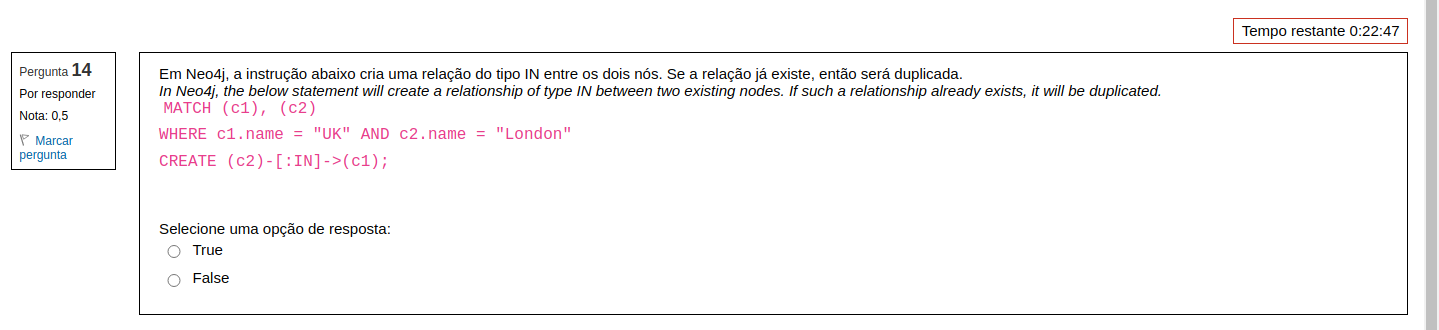 Tempo restante 0:22:47
Pergunta 14
Por responder
Nota: 0,5
Marcar
pergunta
Em Neo4j, a instrução abaixo cria uma relação do tipo IN entre os dois nós. Se a relação já existe, então será duplicada.
In Neo4j, the below statement will create a relationship of type IN between two existing nodes. If such a relationship already exists, it will be duplicated.
MATCH (c1), (c2)
WHERE c1.name = "UK" AND c2.name = "London"
CREATE (c2)-[:IN]->(c1);
Selecione uma opção de resposta:
True
False